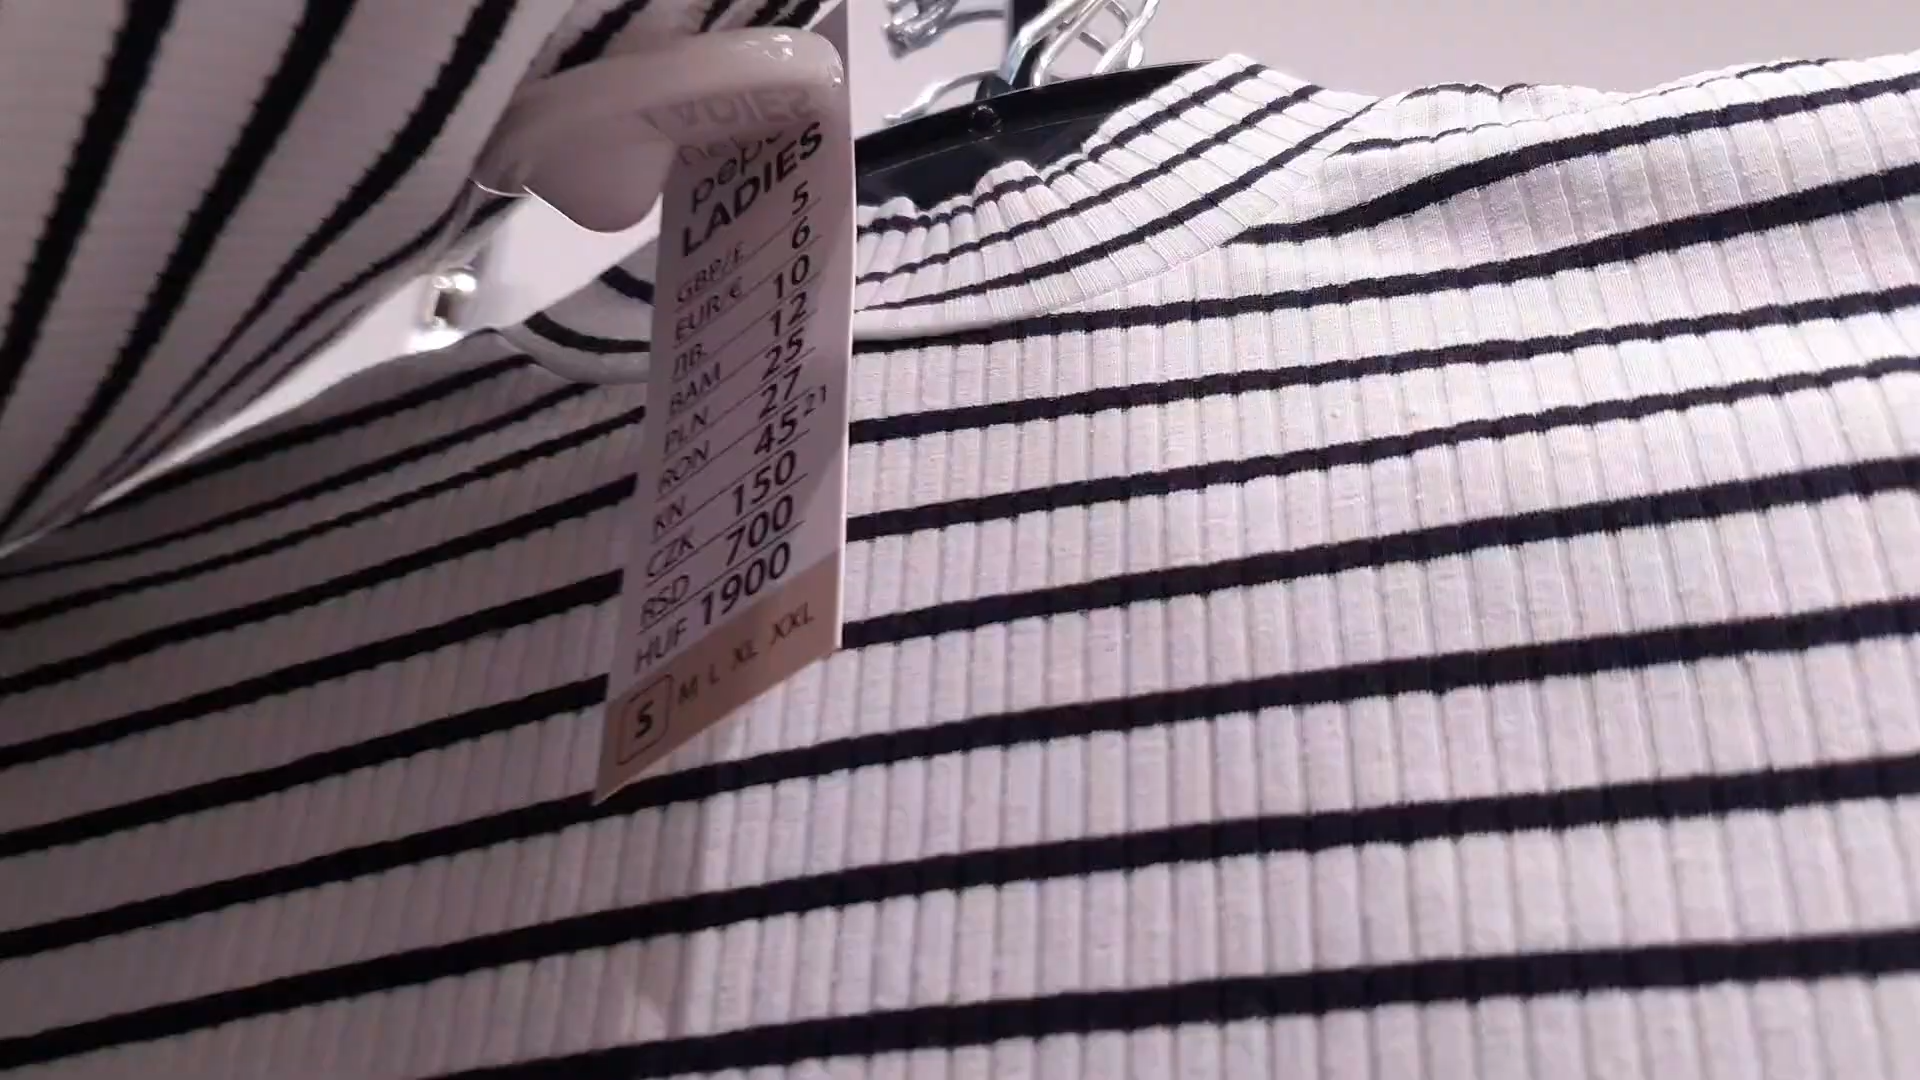 pepco
LADIES
GBP/£ 5
EUR/€ 6
ЛВ. 10
BAM 12
PLN 25
RON 27
KN 45 21
CZK 150
RSD 700
HUF 1900
S M L XL XXL